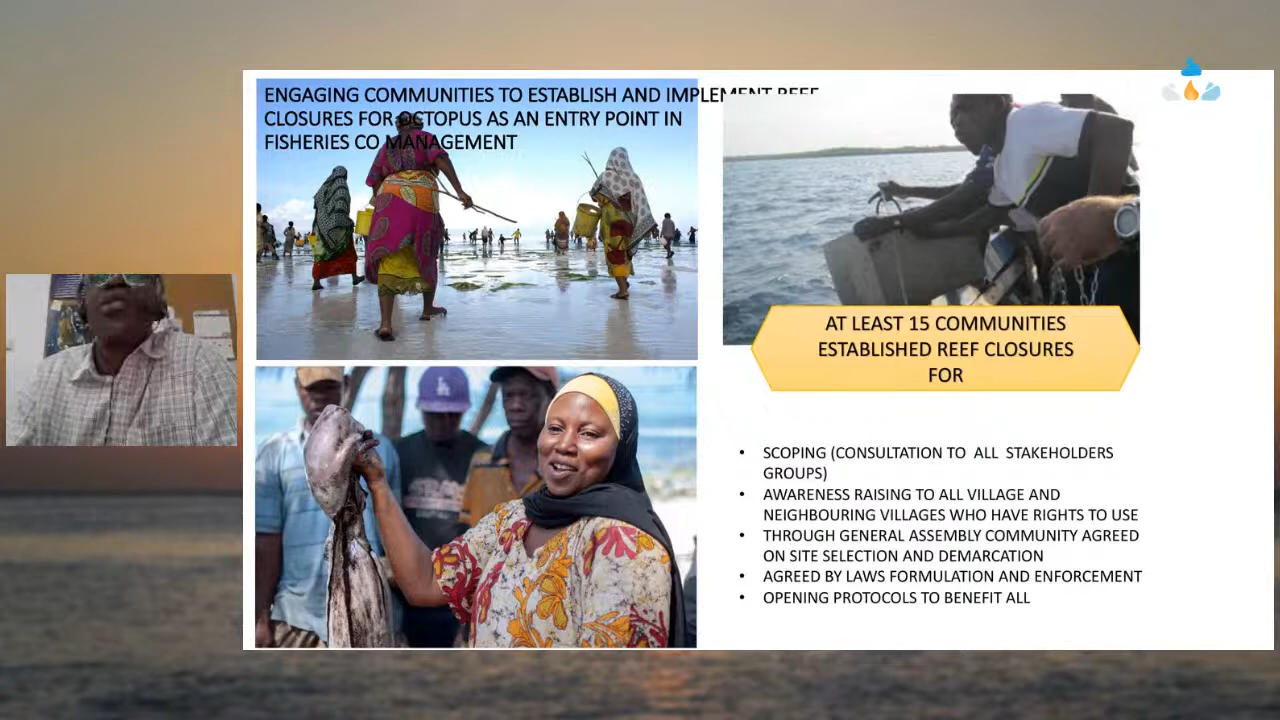 ENGAGING COMMUNITIES TO ESTABLISH AND IMPLEMENT REEF
CLOSURES FOR OCTOPUS AS AN ENTRY POINT IN
FISHERIES CO MANAGEMENT
AT LEAST 15 COMMUNITIES
ESTABLISHED REEF CLOSURES
FOR
• SCOPING (CONSULTATION TO ALL STAKEHOLDERS
GROUPS)
• AWARENESS RAISING TO ALL VILLAGE AND
NEIGHBOURING VILLAGES WHO HAVE RIGHTS TO USE
• THROUGH GENERAL ASSEMBLY COMMUNITY AGREED
ON SITE SELECTION AND DEMARCATION
• AGREED BY LAWS FORMULATION AND ENFORCEMENT
• OPENING PROTOCOLS TO BENEFIT ALL